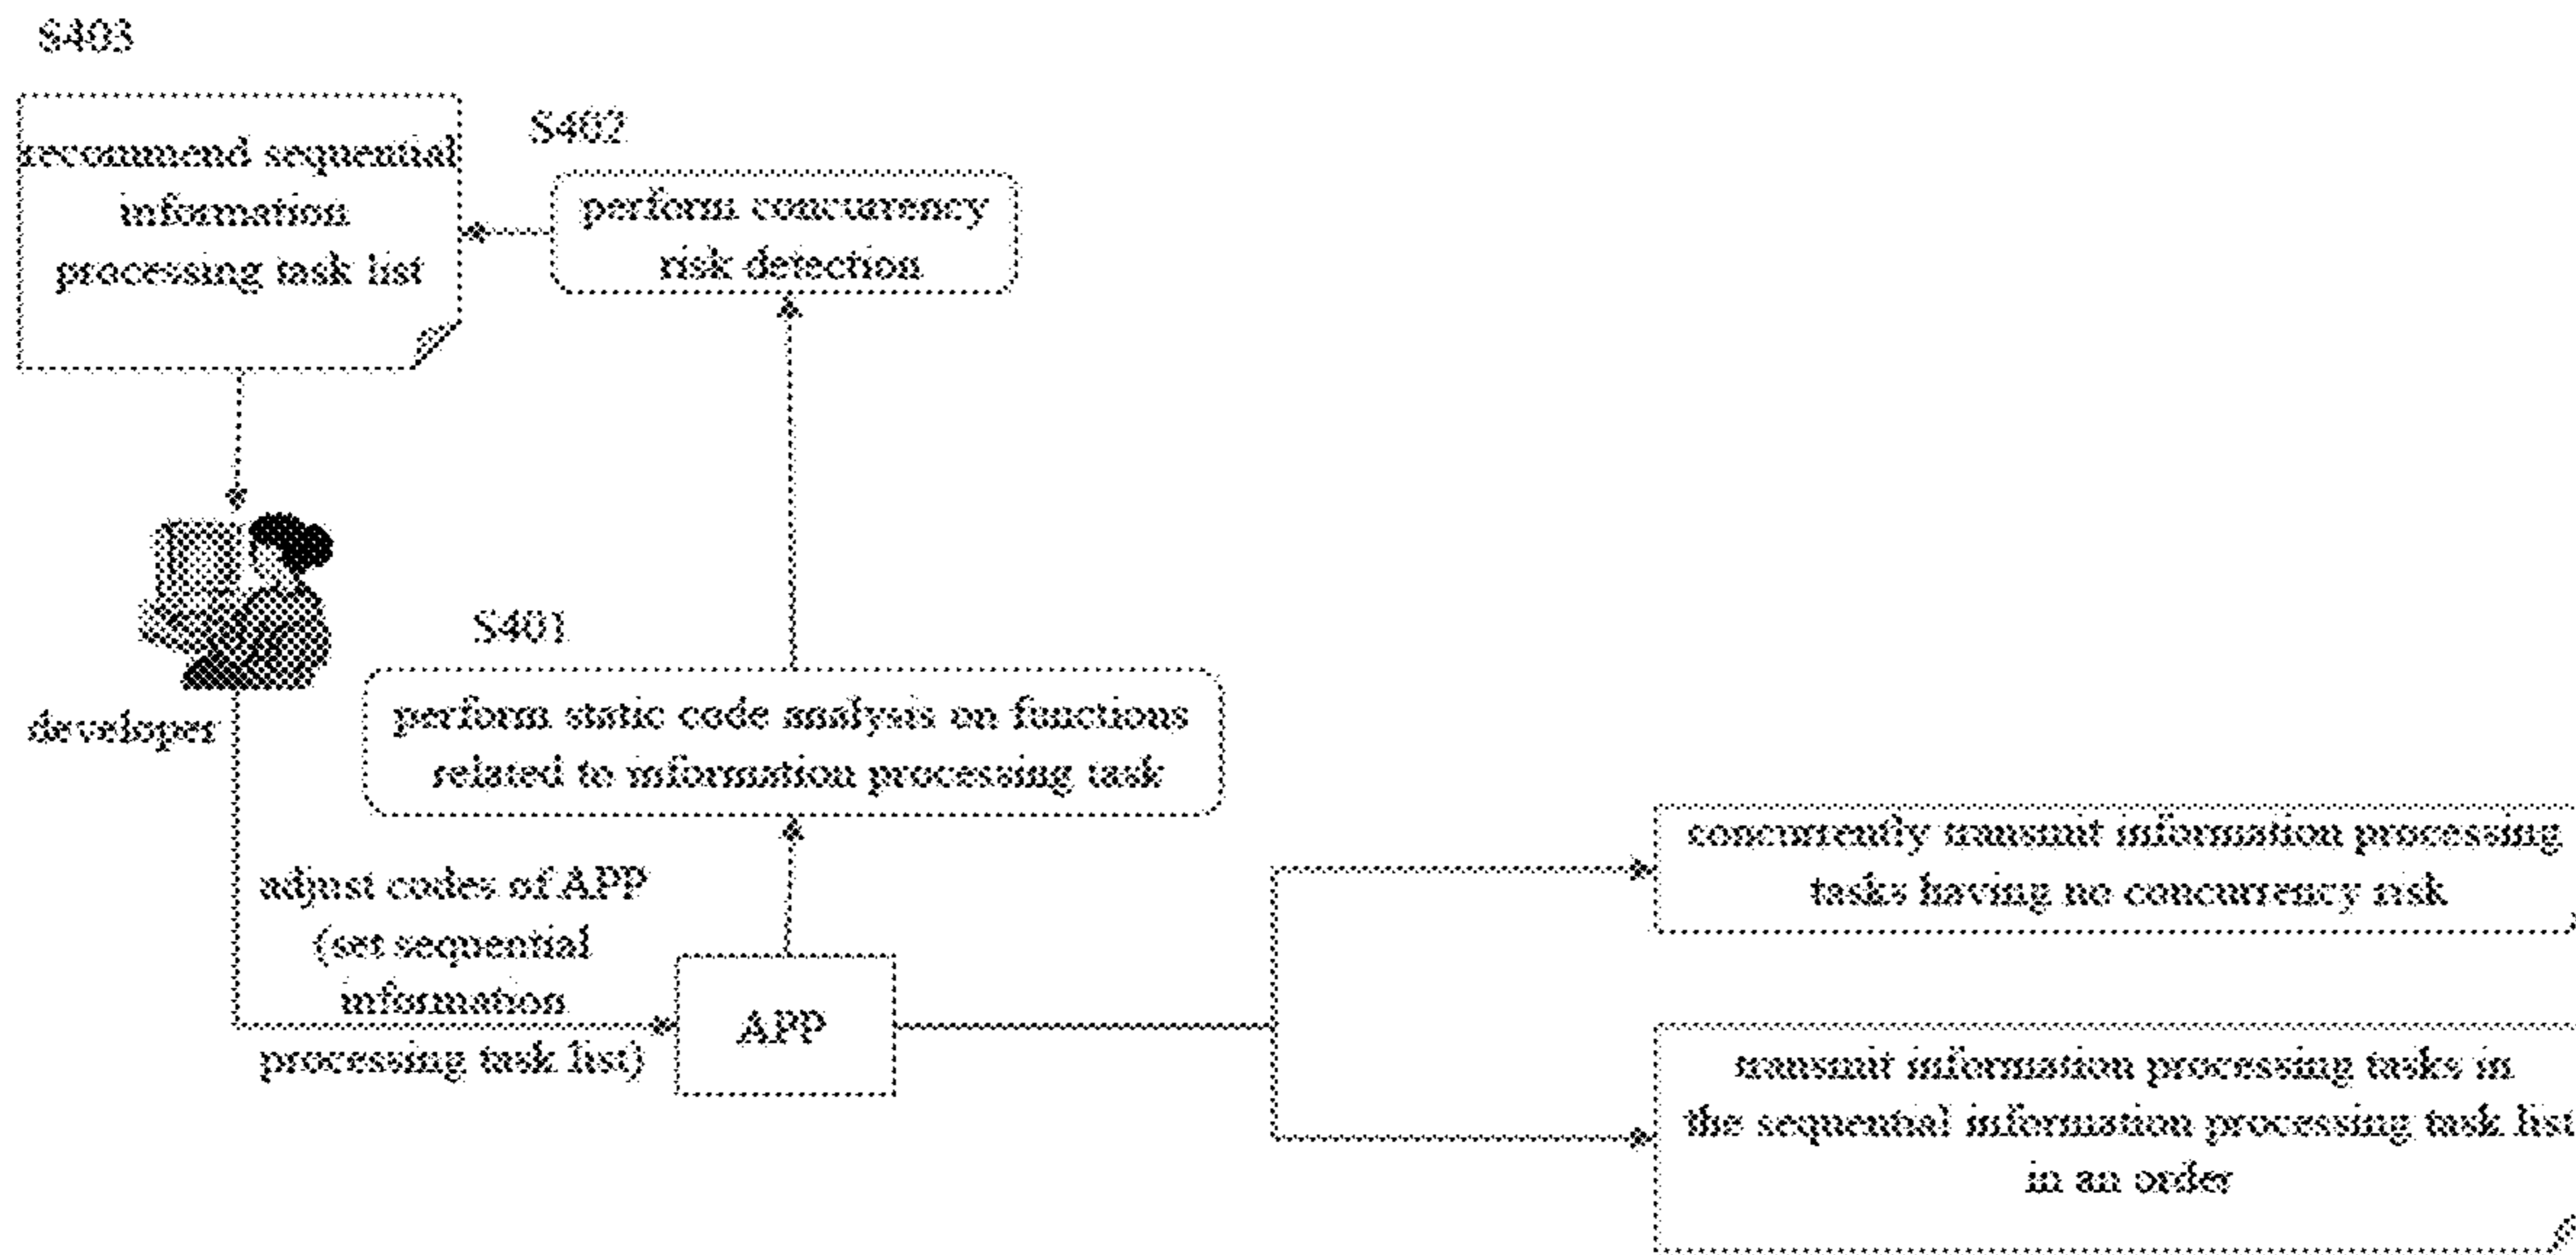 S403
recommend sequential
information
processing task list
S402
perform concurrency
risk detection
developer
S401
perform static code analysis on functions
related to information processing task
adjust codes of APP
(set sequential
information
processing task list)
APP
concurrently transmit information processing
tasks having no concurrency risk
transmit information processing tasks in
the sequential information processing task list
in an order